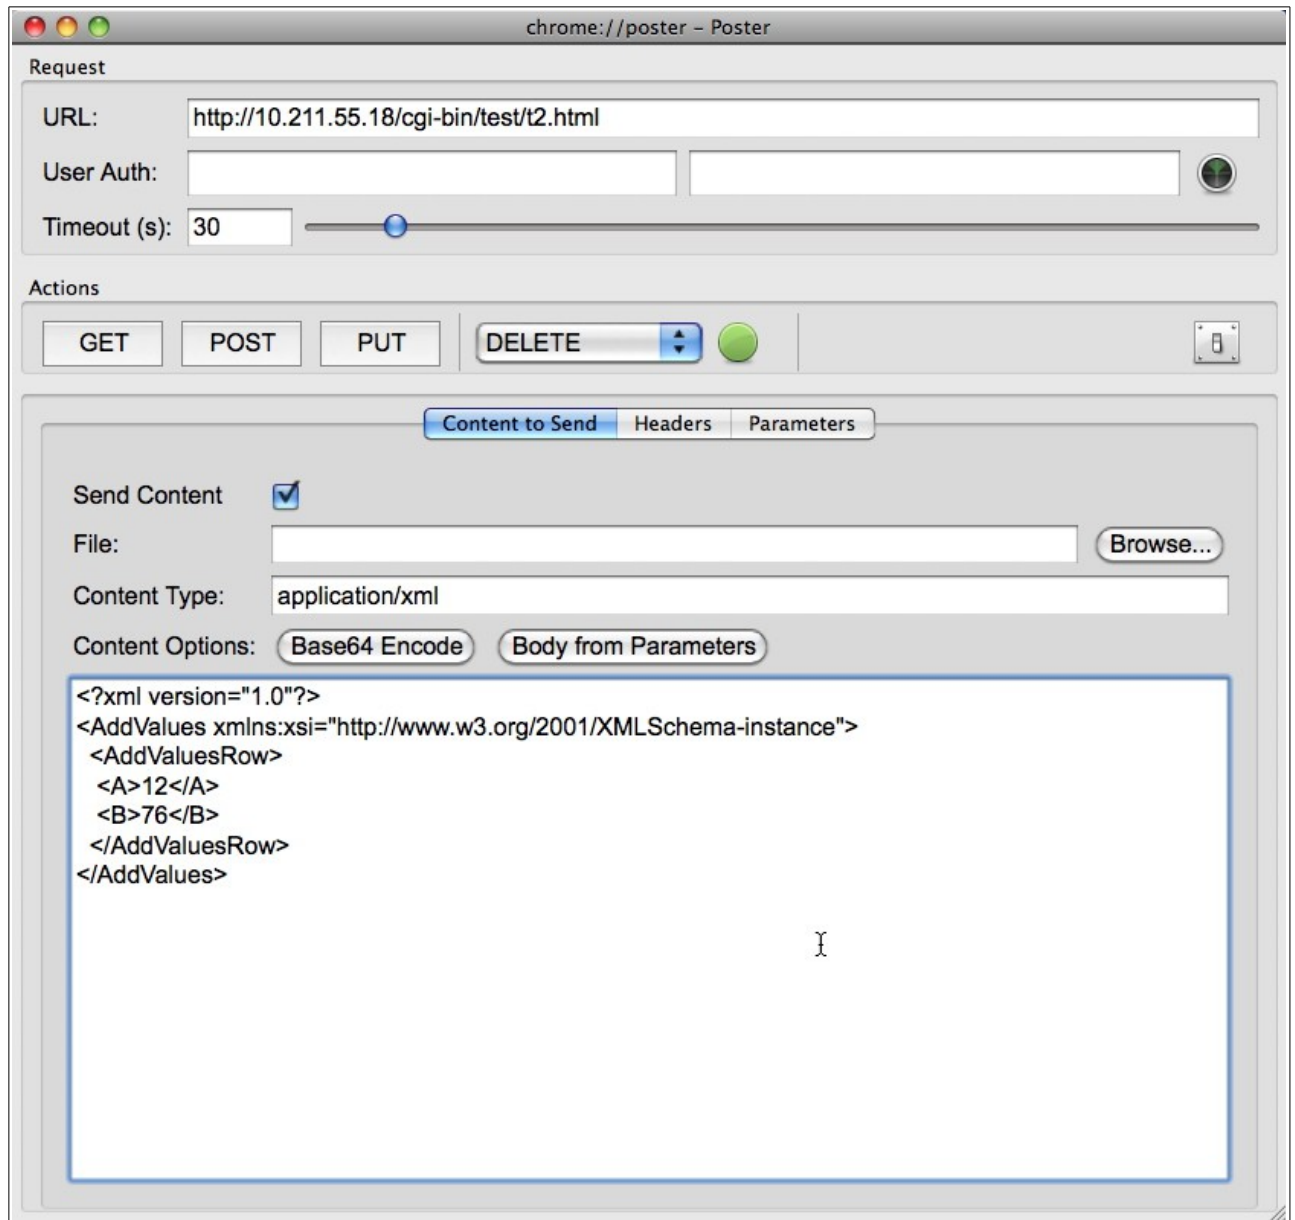 chrome://poster – Poster
Request
URL: http://10.211.55.18/cgi-bin/test/t2.html
User Auth:
Timeout (s): 30
Actions
GET POST PUT DELETE
Content to Send Headers Parameters
Send Content
File: Browse...
Content Type: application/xml
Content Options: Base64 Encode Body from Parameters
<?xml version="1.0"?>
<AddValues xmlns:xsi="http://www.w3.org/2001/XMLSchema-instance">
  <AddValuesRow>
   <A>12</A>
   <B>76</B>
  </AddValuesRow>
</AddValues>